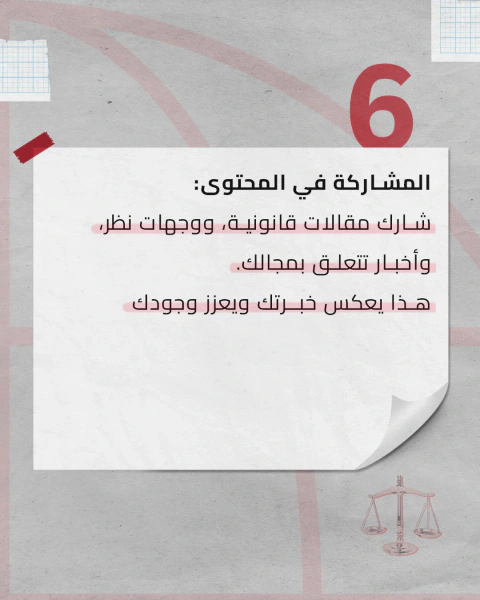 6
المشاركة في المحتوى:
شارك مقالات قانونية، ووجهات نظر،
وأخبار تتعلق بمجالك.
هذا يعكس خبرتك ويعزز وجودك